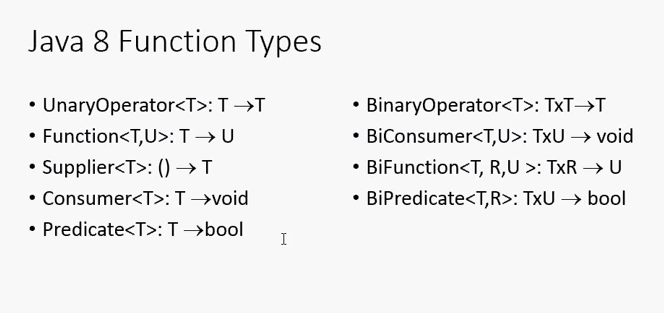 Java 8 Function Types
• UnaryOperator<T>: T →T
• Function<T,U>: T → U
• Supplier<T>: () → T
• Consumer<T>: T →void
• Predicate<T>: T →bool
• BinaryOperator<T>: TxT→T
• BiConsumer<T,U>: TxU → void
• BiFunction<T, R,U >: TxR → U
• BiPredicate<T,R>: TxU → bool